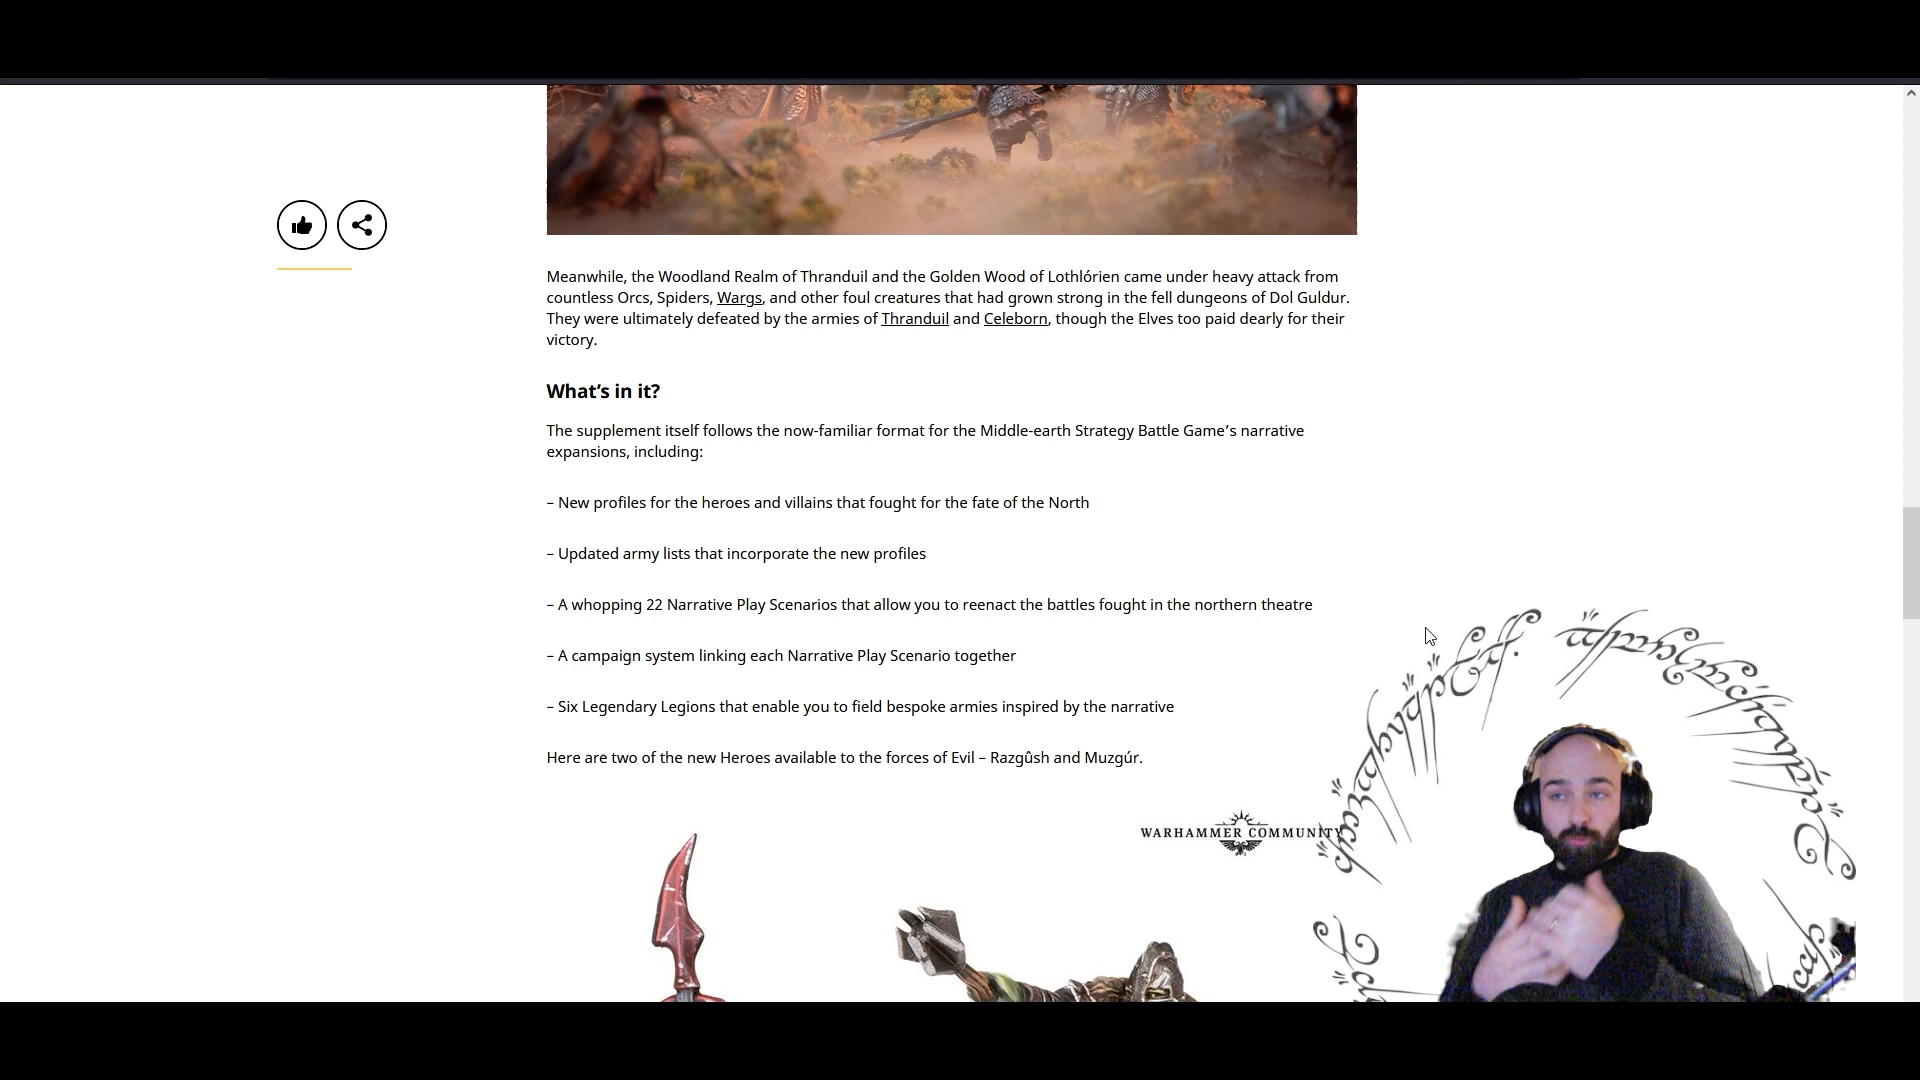 Meanwhile, the Woodland Realm of Thranduil and the Golden Wood of Lothlórien came under heavy attack from
countless Orcs, Spiders, Wargs, and other foul creatures that had grown strong in the fell dungeons of Dol Guldur.
They were ultimately defeated by the armies of Thranduil and Celeborn, though the Elves too paid dearly for their
victory.
What’s in it?
The supplement itself follows the now-familiar format for the Middle-earth Strategy Battle Game’s narrative
expansions, including:
– New profiles for the heroes and villains that fought for the fate of the North
– Updated army lists that incorporate the new profiles
– A whopping 22 Narrative Play Scenarios that allow you to reenact the battles fought in the northern theatre
– A campaign system linking each Narrative Play Scenario together
– Six Legendary Legions that enable you to field bespoke armies inspired by the narrative
Here are two of the new Heroes available to the forces of Evil – Razgûsh and Muzgúr.
WARHAMMER COMMUNITY